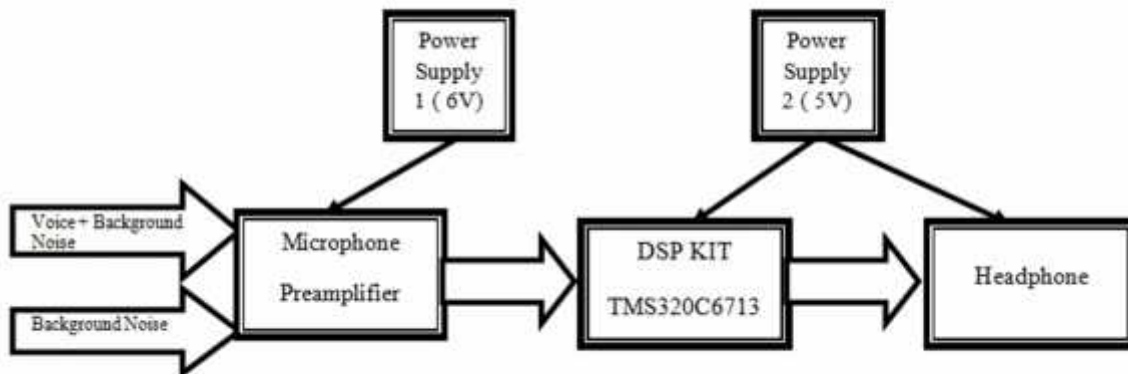 Power
Supply
1 ( 6V)
Power
Supply
2 ( 5V)
Voice + Background
Noise
Background Noise
Microphone
Preamplifier
DSP KIT
TMS320C6713
Headphone